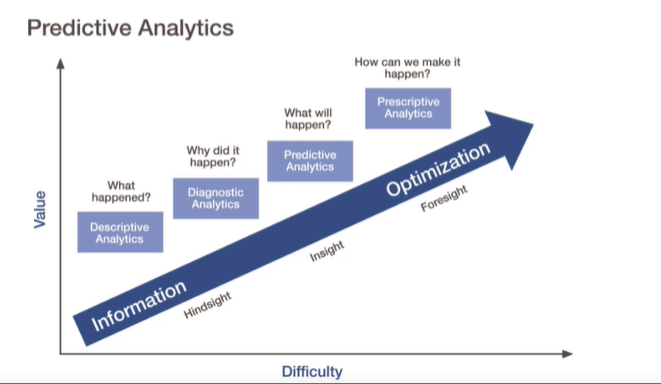 Predictive Analytics
How can we make it
happen?
Prescriptive
Analytics
What will
happen?
Predictive
Analytics
Why did it
happen?
Diagnostic
Analytics
What
happened?
Descriptive
Analytics
Value
Information
Optimization
Hindsight
Insight
Foresight
Difficulty